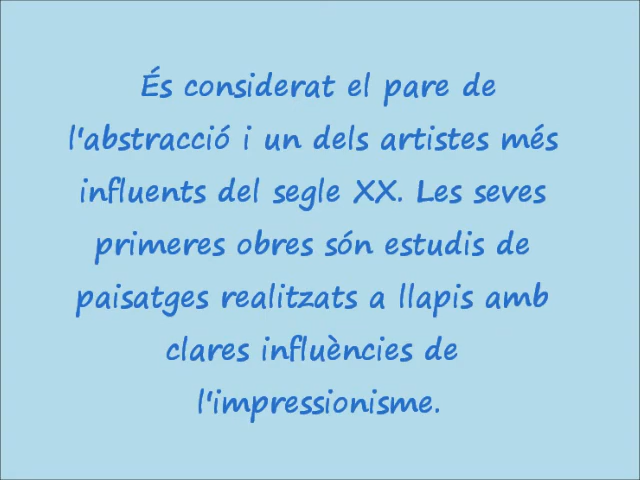 És considerat el pare de
l'abstracció i un dels artistes més
influents del segle XX. Les seves
primeres obres són estudis de
paisatges realitzats a llapis amb
clares influències de
l'impressionisme.